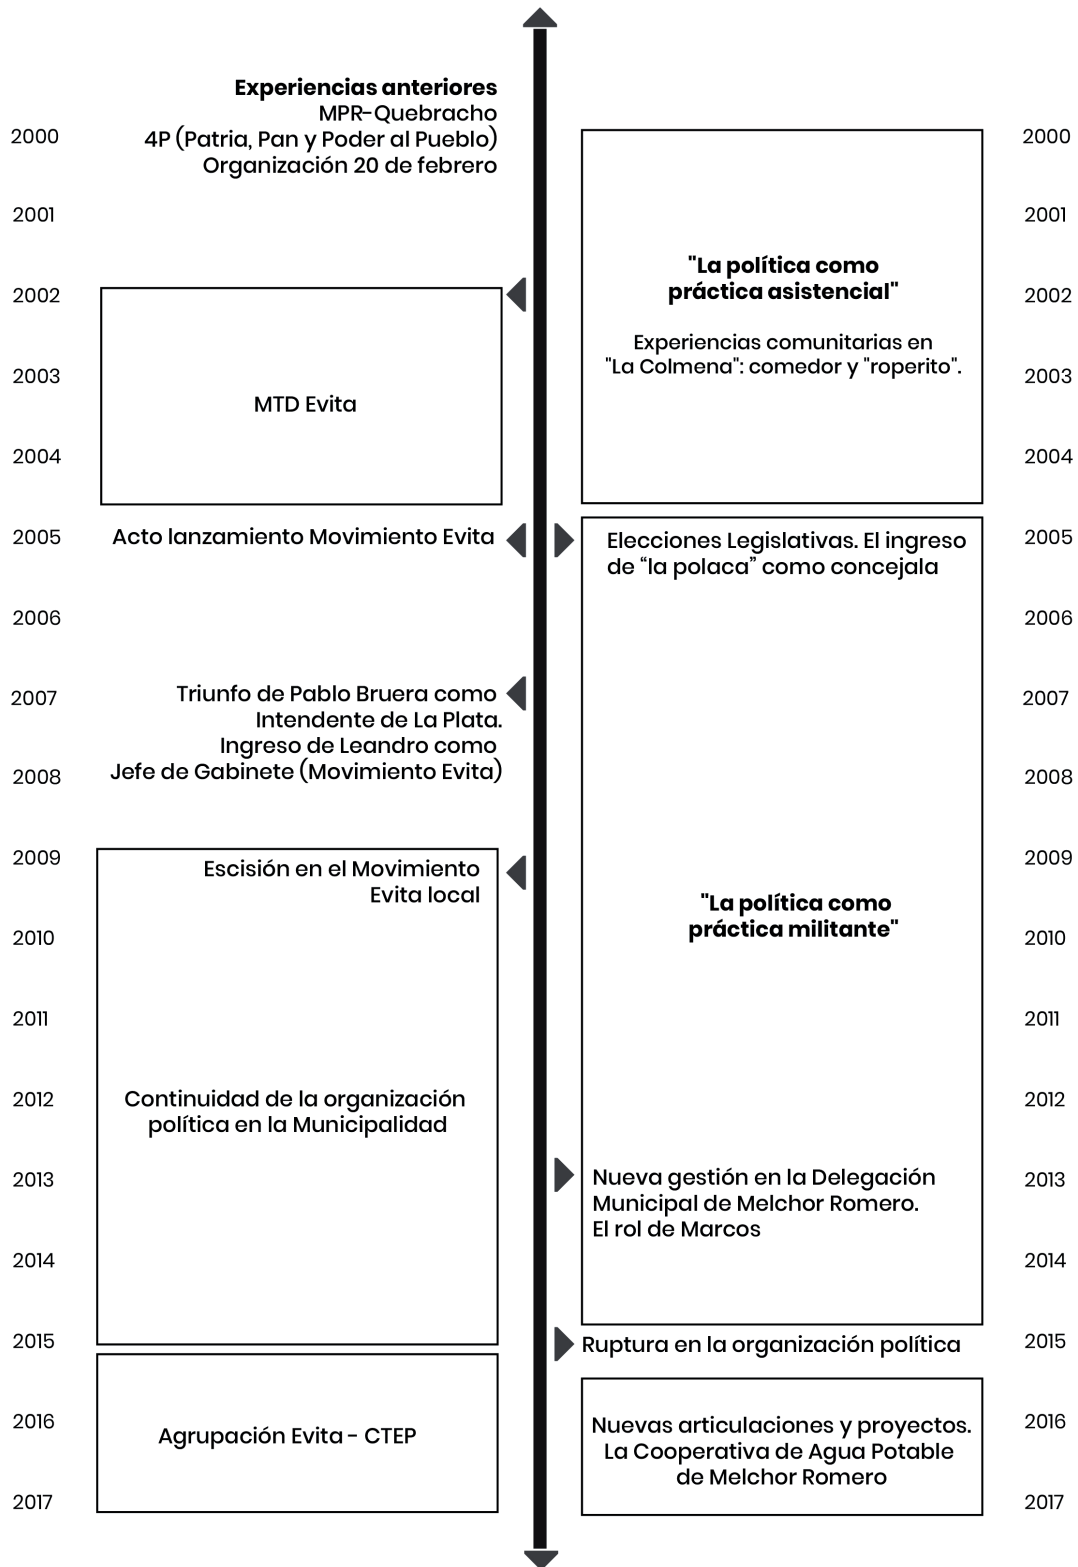 Experiencias anteriores
MPR-Quebracho
4P (Patria, Pan y Poder al Pueblo)
Organización 20 de febrero
2000
2001
2002
2003
2004
2005
2006
2007
2008
2009
2010
2011
2012
2013
2014
2015
2016
2017
MTD Evita
Acto lanzamiento Movimiento Evita
Triunfo de Pablo Bruera como
Intendente de La Plata.
Ingreso de Leandro como
Jefe de Gabinete (Movimiento Evita)
Escisión en el Movimiento
Evita local
Continuidad de la organización
política en la Municipalidad
Agrupación Evita - CTEP
"La política como
práctica asistencial"
Experiencias comunitarias en
"La Colmena": comedor y "roperito".
Elecciones Legislativas. El ingreso
de “la polaca” como concejala
"La política como
práctica militante"
Nueva gestión en la Delegación
Municipal de Melchor Romero.
El rol de Marcos
Ruptura en la organización política
Nuevas articulaciones y proyectos.
La Cooperativa de Agua Potable
de Melchor Romero
2000
2001
2002
2003
2004
2005
2006
2007
2008
2009
2010
2011
2012
2013
2014
2015
2016
2017